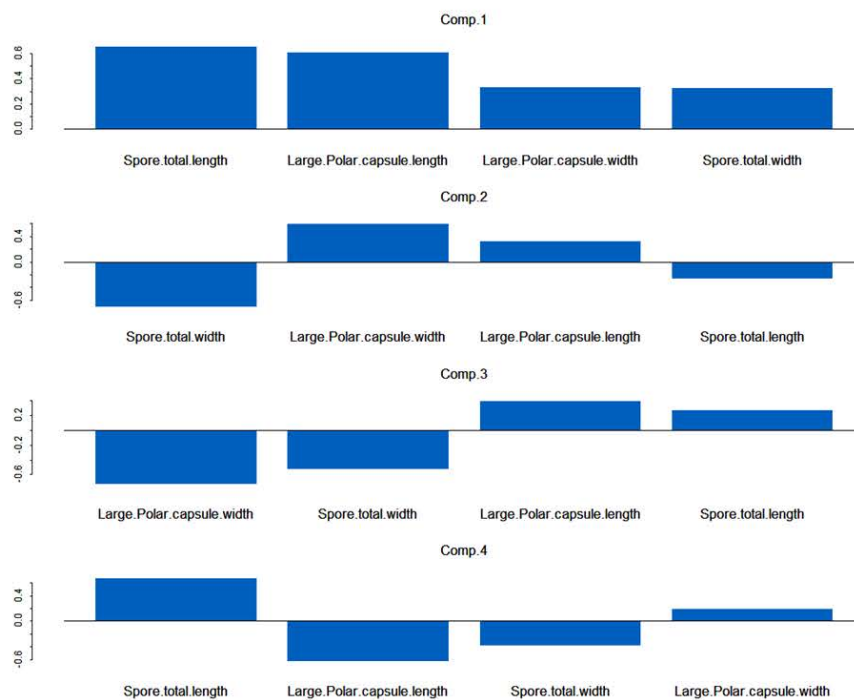 Comp.1
0.6
0.4
0.2
0.0
Spore.total.length Large.Polar.capsule.length Large.Polar.capsule.width Spore.total.width
Comp.2
0.4
0.0
-0.6
Spore.total.width Large.Polar.capsule.width Large.Polar.capsule.length Spore.total.length
Comp.3
0.2
-0.2
-0.6
Large.Polar.capsule.width Spore.total.width Large.Polar.capsule.length Spore.total.length
Comp.4
0.4
0.0
-0.6
Spore.total.length Large.Polar.capsule.length Spore.total.width Large.Polar.capsule.width